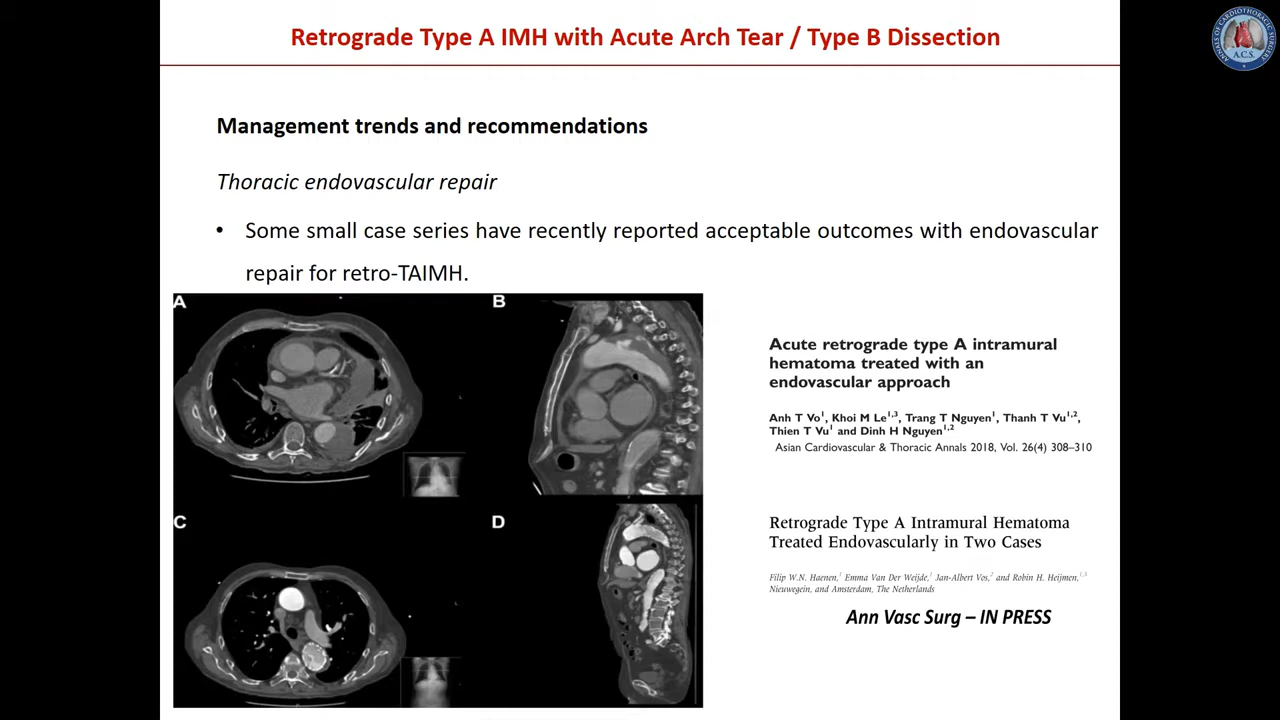 Retrograde Type A IMH with Acute Arch Tear / Type B Dissection
ANNALS OF CARDIOTHORACIC SURGERY
A.C.S.
Management trends and recommendations
Thoracic endovascular repair
• Some small case series have recently reported acceptable outcomes with endovascular
repair for retro-TAIMH.
A
B
C
D
Acute retrograde type A intramural
hematoma treated with an
endovascular approach
Anh T Vo1, Khoi M Le1,3, Trang T Nguyen1, Thanh T Vu1,2,
Thien T Vu1 and Dinh H Nguyen1,2
Asian Cardiovascular & Thoracic Annals 2018, Vol. 26(4) 308–310
Retrograde Type A Intramural Hematoma
Treated Endovascularly in Two Cases
Filip W.N. Haenen,1 Emma Van Der Weijde,1 Jan-Albert Vos,2 and Robin H. Heijmen,1,3
Nieuwegein, and Amsterdam, The Netherlands
Ann Vasc Surg – IN PRESS